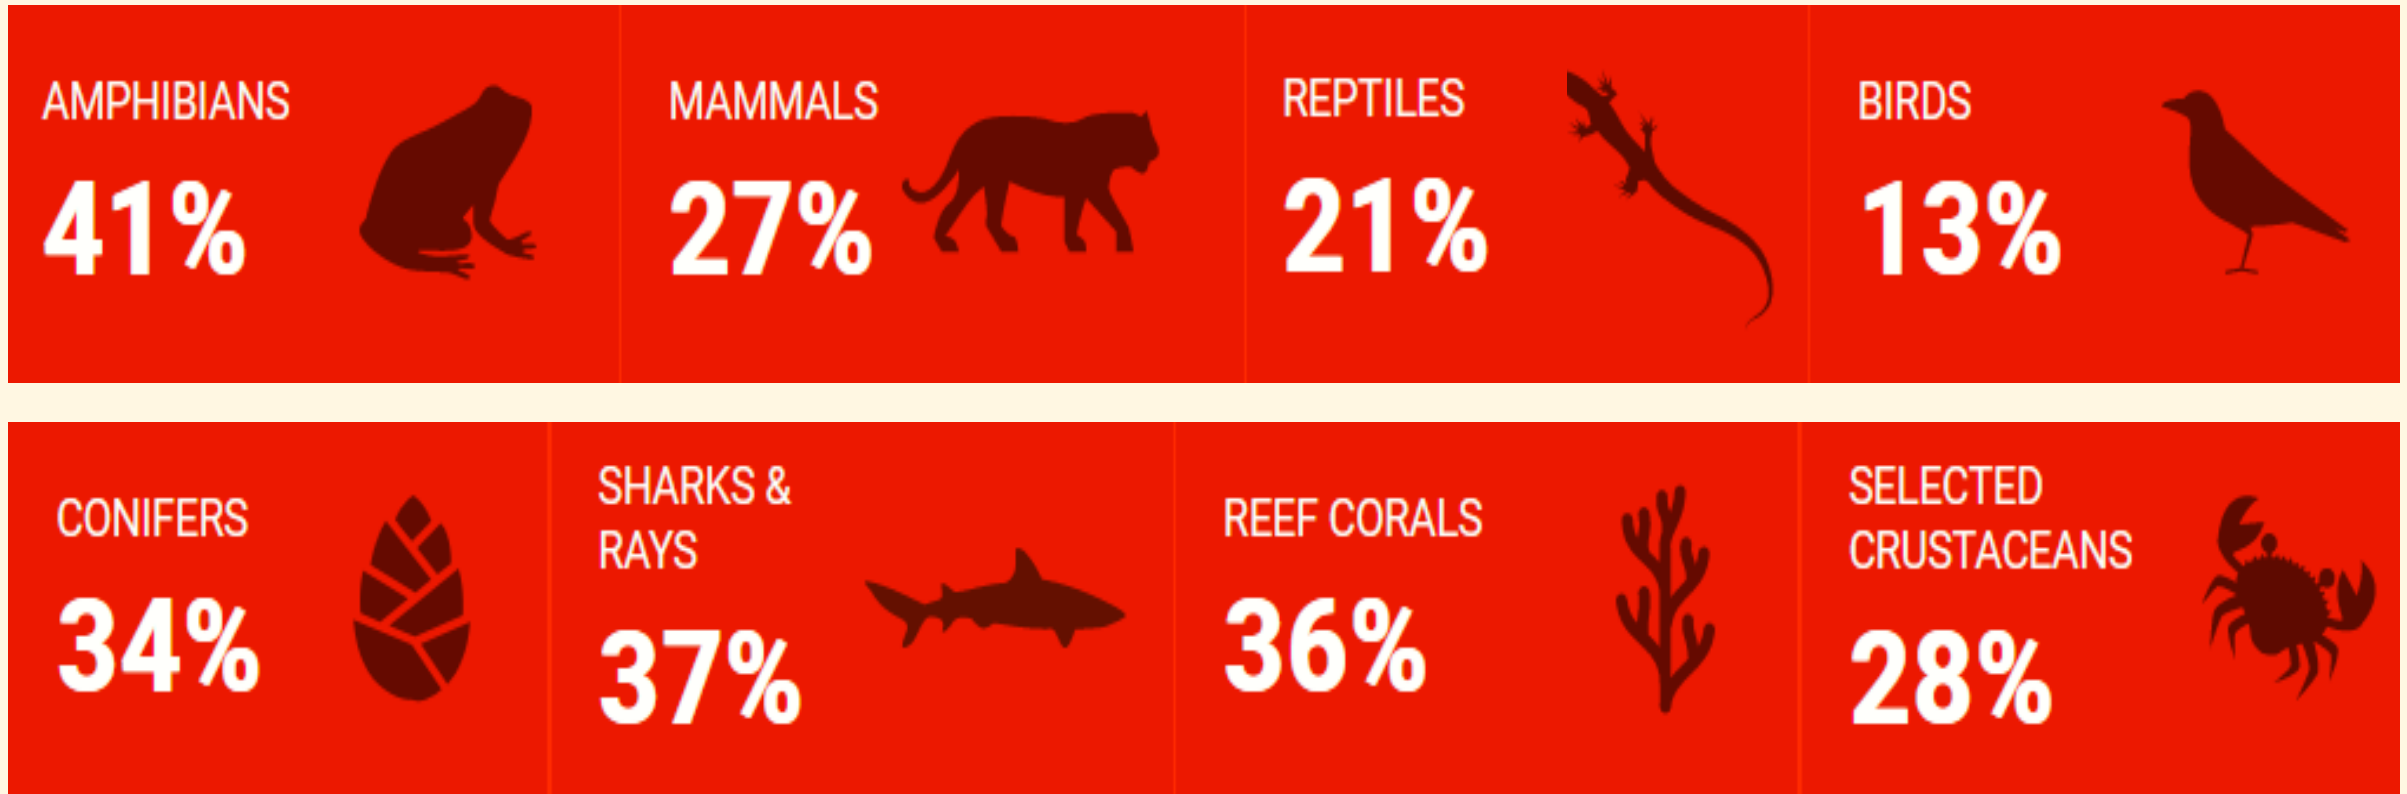 AMPHIBIANS
41%
MAMMALS
27%
REPTILES
21%
BIRDS
13%
CONIFERS
34%
SHARKS &
RAYS
37%
REEF CORALS
36%
SELECTED
CRUSTACEANS
28%